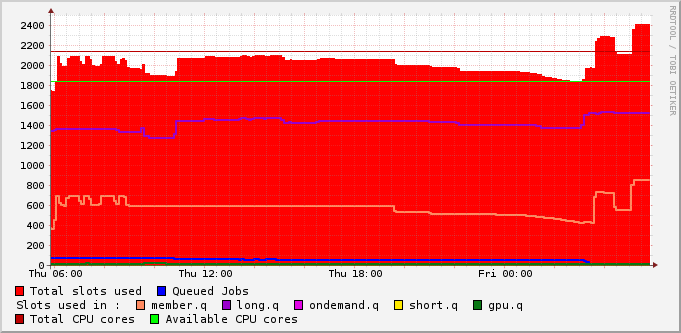 RRDTOOL / TOBI OETIKER
2400
2200
2000
1800
1600
1400
1200
1000
800
600
400
200
0
Thu 06:00 Thu 12:00 Thu 18:00 Fri 00:00
Total slots used Queued Jobs
Slots used in : member.q long.q ondemand.q short.q gpu.q
Total CPU cores Available CPU cores